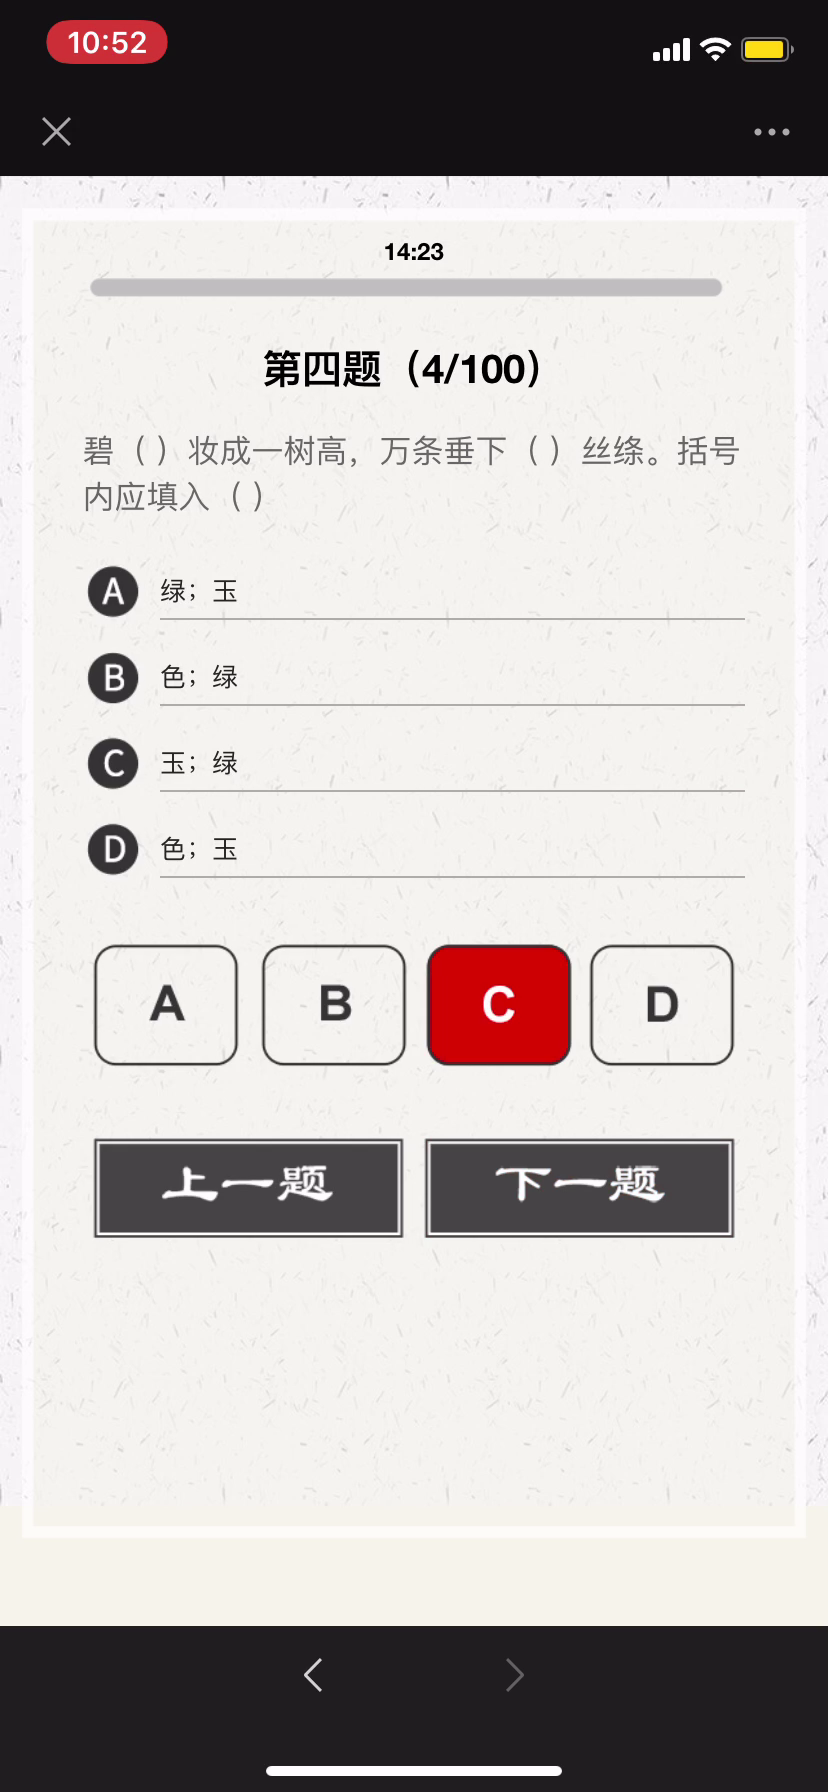 10:52
14:23
第四题（4/100）
碧（ ）妆成一树高，万条垂下（ ）丝绦。括号
内应填入（ ）
A 绿；玉
B 色；绿
C 玉；绿
D 色；玉
A B C D
上一题 下一题